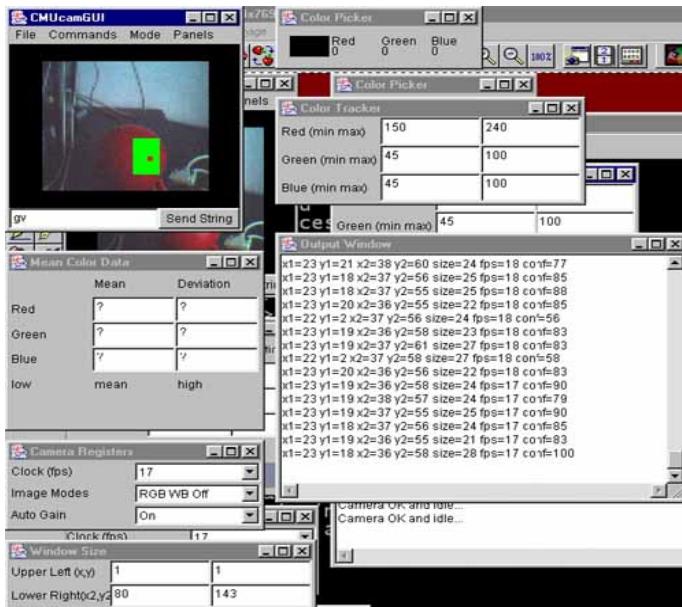 CMUcamGUI
File Commands Mode Panels
gv
Send String
Color Picker
Red Green Blue
0 0 0
100%
Color Picker
nels
Color Tracker
Red (min max) 150 240
Green (min max) 45 100
Blue (min max) 45 100
ces
Green (min max) 45 100
Mean Color Data
Mean Deviation
Red ? ?
Green ? ?
Blue ? ?
low mean high
Output Window
x1=23 y1=21 x2=38 y2=60 size=24 fps=18 conf=77
x1=23 y1=18 x2=37 y2=56 size=25 fps=18 conf=85
x1=23 y1=18 x2=37 y2=55 size=25 fps=18 conf=88
x1=23 y1=20 x2=36 y2=55 size=22 fps=18 conf=85
x1=22 y1=2 x2=37 y2=56 size=24 fps=18 conf=56
x1=23 y1=19 x2=36 y2=58 size=23 fps=18 conf=83
x1=23 y1=19 x2=37 y2=61 size=27 fps=18 conf=83
x1=22 y1=2 x2=37 y2=58 size=27 fps=18 conf=58
x1=23 y1=20 x2=36 y2=56 size=22 fps=18 conf=83
x1=23 y1=19 x2=36 y2=58 size=24 fps=17 conf=90
x1=23 y1=19 x2=38 y2=57 size=24 fps=17 conf=79
x1=23 y1=19 x2=37 y2=55 size=25 fps=17 conf=90
x1=23 y1=17 x2=37 y2=56 size=24 fps=17 conf=85
x1=23 y1=19 x2=36 y2=55 size=21 fps=17 conf=83
x1=23 y1=18 x2=36 y2=58 size=28 fps=17 conf=100
Camera OK and idle...
Camera OK and idle...
Camera Registers
Clock (fps) 17
Image Modes RGB WB Off
Auto Gain On
Clock (fps) 17
Window Size
Upper Left (x,y) 1 1
Lower Right(x2,y2 80 143